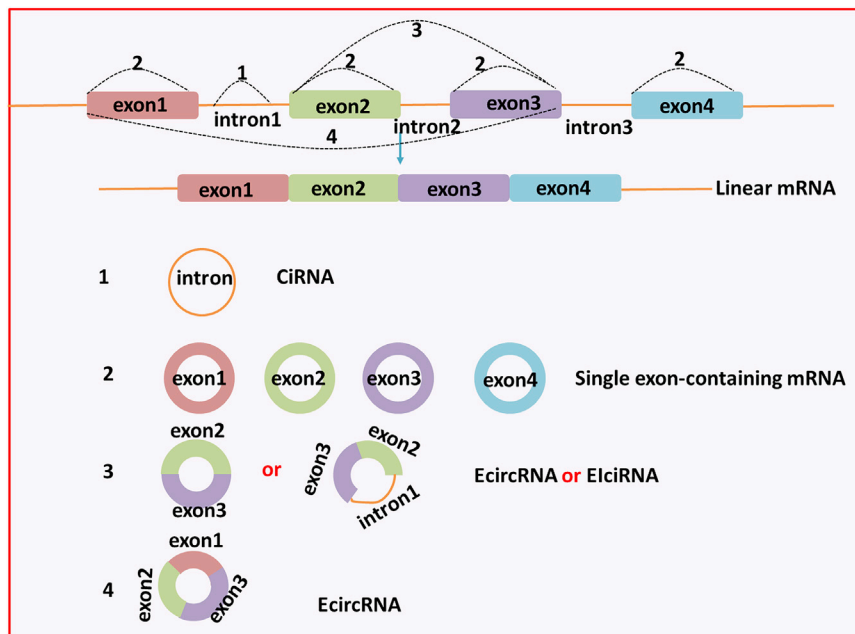 3
2 1 2 2 2
exon1 exon2 exon3 exon4
intron1 intron2 intron3
4
exon1 exon2 exon3 exon4 Linear mRNA
1 intron CiRNA
2 exon1 exon2 exon3 exon4 Single exon-containing mRNA
exon2 exon2
3 or exon3 EcircRNA or EIciRNA
exon3 intron1
exon1
4 exon2 exon3 EcircRNA